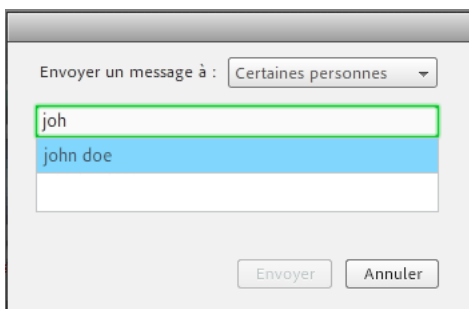 Envoyer un message à : Certaines personnes
joh
john doe
Envoyer Annuler